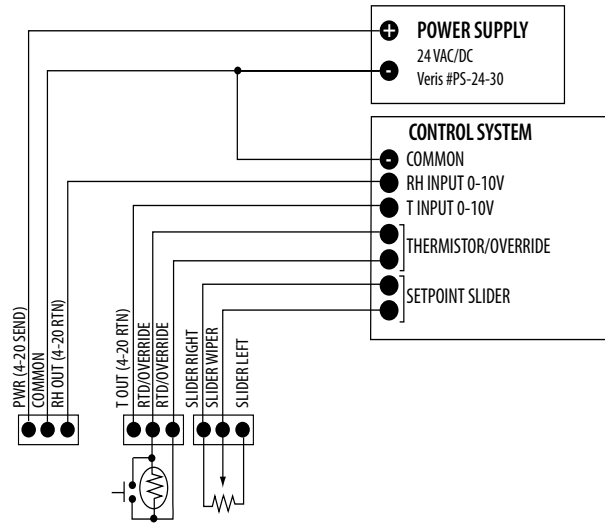 POWER SUPPLY
24 VAC/DC
Veris #PS-24-30
CONTROL SYSTEM
COMMON
RH INPUT 0-10V
T INPUT 0-10V
THERMISTOR/OVERRIDE
SETPOINT SLIDER
PWR (4-20 SEND)
COMMON
RH OUT (4-20 RTN)
T OUT (4-20 RTN)
RTD/OVERRIDE
RTD/OVERRIDE
SLIDER RIGHT
SLIDER WIPER
SLIDER LEFT